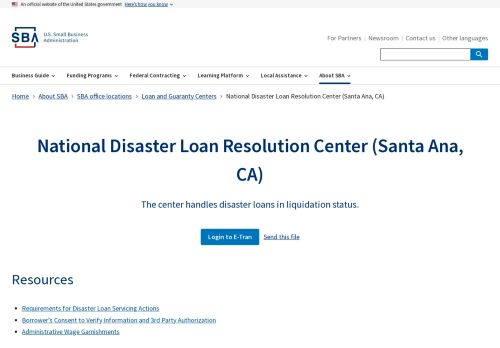 An official website of the United States government Here's how you know
SBA U.S. Small Business
Administration
For Partners Newsroom Contact us Other languages
Business Guide Funding Programs Federal Contracting Learning Platform Local Assistance About SBA
Home About SBA SBA office locations Loan and Guaranty Centers National Disaster Loan Resolution Center (Santa Ana, CA)
National Disaster Loan Resolution Center (Santa Ana,
CA)
The center handles disaster loans in liquidation status.
Login to E-Tran Send this file
Resources
Requirements for Disaster Loan Servicing Actions
Borrower's Consent to Verify Information and 3rd Party Authorization
Administrative Wage Garnishments